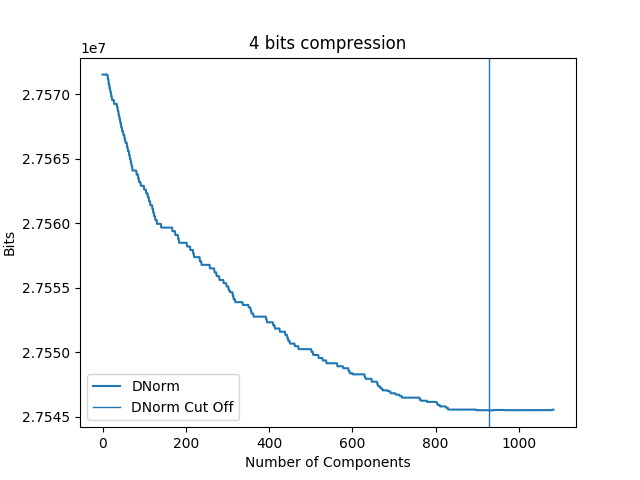 4 bits compression
1e7
2.7570
2.7565
2.7560
2.7555
2.7550
2.7545
Bits
0 200 400 600 800 1000
Number of Components
DNorm
DNorm Cut Off